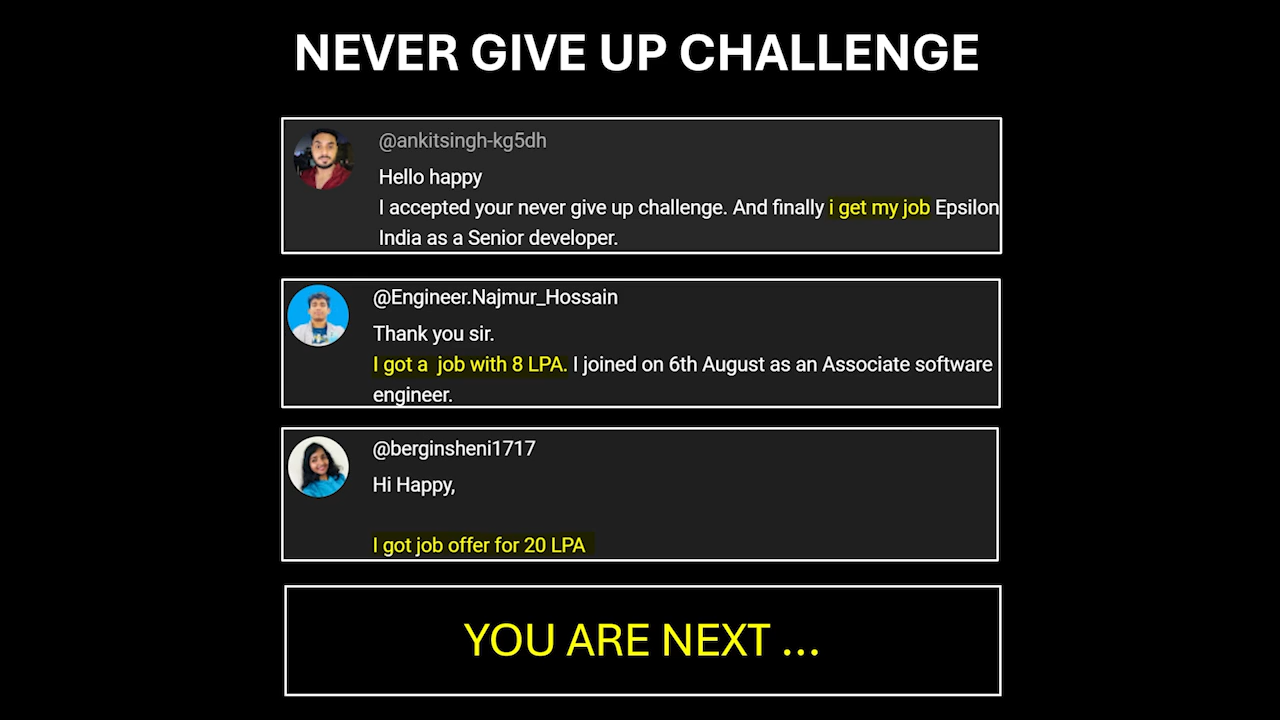 NEVER GIVE UP CHALLENGE
@ankitsingh-kg5dh
Hello happy
I accepted your never give up challenge. And finally i get my job Epsilon
India as a Senior developer.
@Engineer.Najmur_Hossain
Thank you sir.
I got a job with 8 LPA. I joined on 6th August as an Associate software
engineer.
@berginsheni1717
Hi Happy,
I got job offer for 20 LPA
YOU ARE NEXT ...